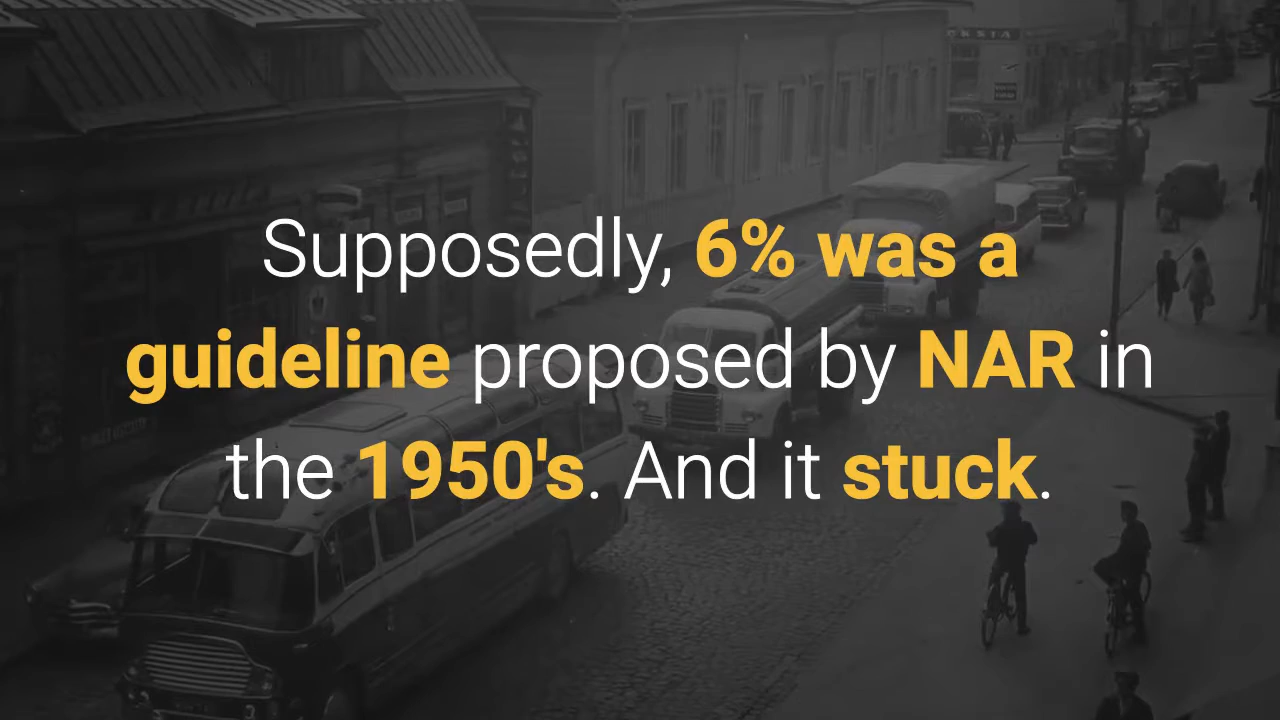 Supposedly, 6% was a
guideline proposed by NAR in
the 1950's. And it stuck.